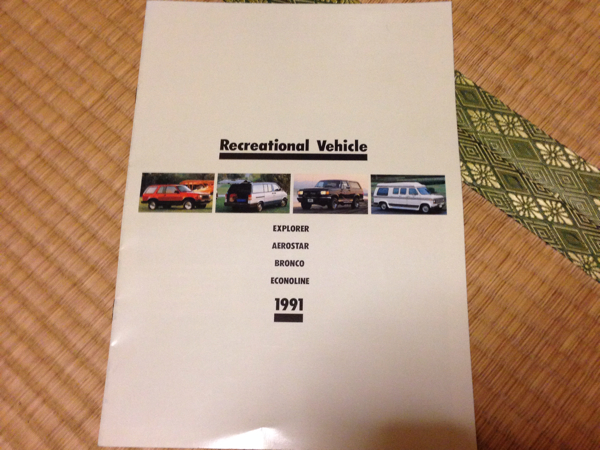 Recreational Vehicle
EXPLORER
AEROSTAR
BRONCO
ECONOLINE
1991